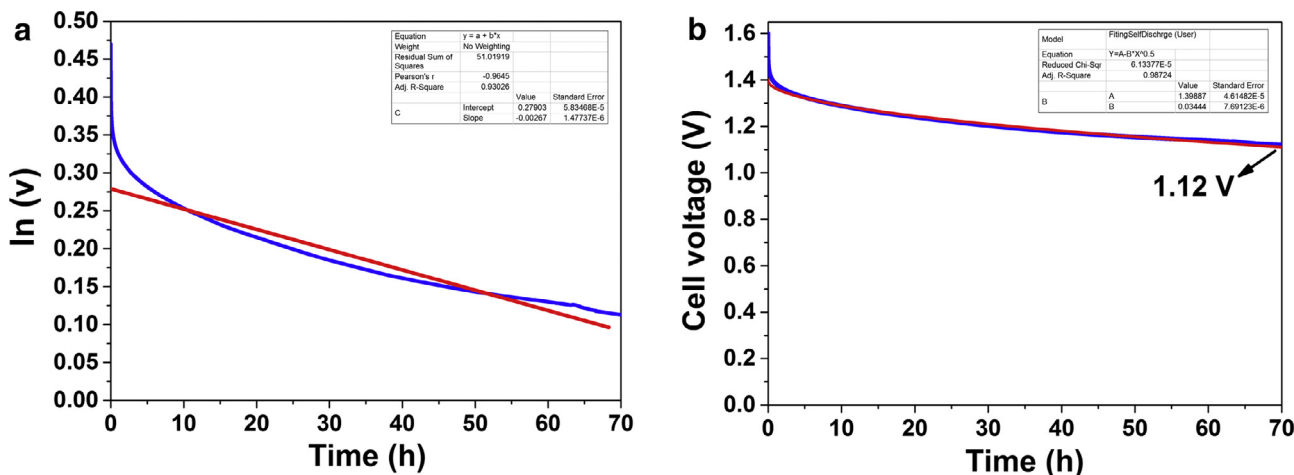 a
0.50
0.45
0.40
0.35
0.30
0.25
0.20
0.15
0.10
0.05
0.00
ln (v)
0 10 20 30 40 50 60 70
Time (h)
Equation y = a + b*x
Weight No Weighting
Residual Sum of Squares 51.01919
Pearson's r -0.9645
Adj. R-Square 0.93026
Value Standard Error
C Intercept 0.27903 5.83468E-5
Slope -0.00267 1.47737E-6
b
1.6
1.4
1.2
1.0
0.8
0.6
0.4
0.2
0.0
Cell voltage (V)
0 10 20 30 40 50 60 70
Time (h)
Model FitingSelfDischrge (User)
Equation Y=A-B*X^0.5
Reduced Chi-Sqr 6.13377E-5
Adj. R-Square 0.98724
Value Standard Error
B A 1.39887 4.61482E-5
B 0.03444 7.69123E-6
1.12 V